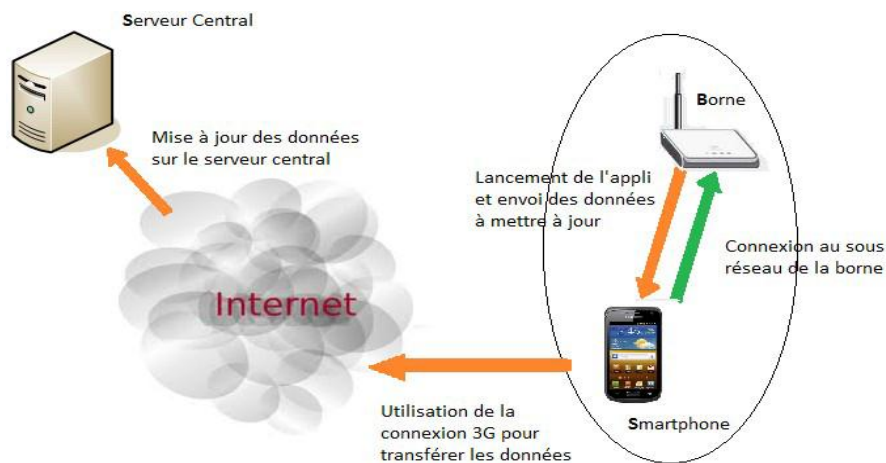 Serveur Central
Mise à jour des données
sur le serveur central
Internet
Borne
Lancement de l'appli
et envoi des données
à mettre à jour
Connexion au sous
réseau de la borne
Smartphone
Utilisation de la
connexion 3G pour
transférer les données